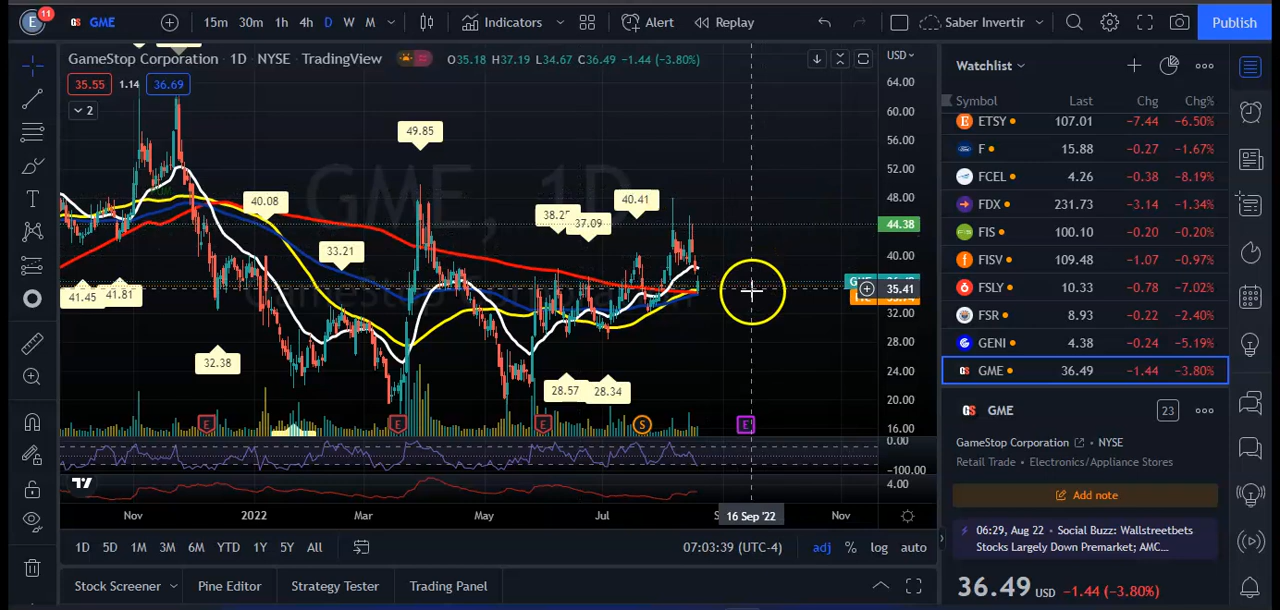 E 11 GME 15m 30m 1h 4h D W M Indicators Alert Replay Saber Invertir Publish
GameStop Corporation · 1D · NYSE · TradingView O35.18 H37.19 L34.67 C36.49 −1.44 (−3.80%) USD
35.55 1.14 36.69
2
64.00
60.00
56.00
52.00
48.00
44.38
40.00
35.41
32.00
28.00
24.00
20.00
16.00
0.00
−100.00
4.00
GME, 1D
GameStop Corporation
49.85
40.08
33.21
38.25
37.09
40.41
41.45
41.81
32.38
28.57
28.34
E E E S E
Nov 2022 Mar May Jul 16 Sep '22 Nov
1D 5D 1M 3M 6M YTD 1Y 5Y All 07:03:39 (UTC-4) adj % log auto
Stock Screener Pine Editor Strategy Tester Trading Panel
Watchlist
Symbol Last Chg Chg%
ETSY 107.01 −7.44 −6.50%
F 15.88 −0.27 −1.67%
FCEL 4.26 −0.38 −8.19%
FDX 231.73 −3.14 −1.34%
FIS 100.10 −0.20 −0.20%
FISV 109.48 −1.07 −0.97%
FSLY 10.33 −0.78 −7.02%
FSR 8.93 −0.22 −2.40%
GENI 4.38 −0.24 −5.19%
GME 36.49 −1.44 −3.80%
GME 23
GameStop Corporation • NYSE
Retail Trade • Electronics/Appliance Stores
Add note
06:29, Aug 22 • Social Buzz: Wallstreetbets
Stocks Largely Down Premarket; AMC...
36.49 USD −1.44 (−3.80%)